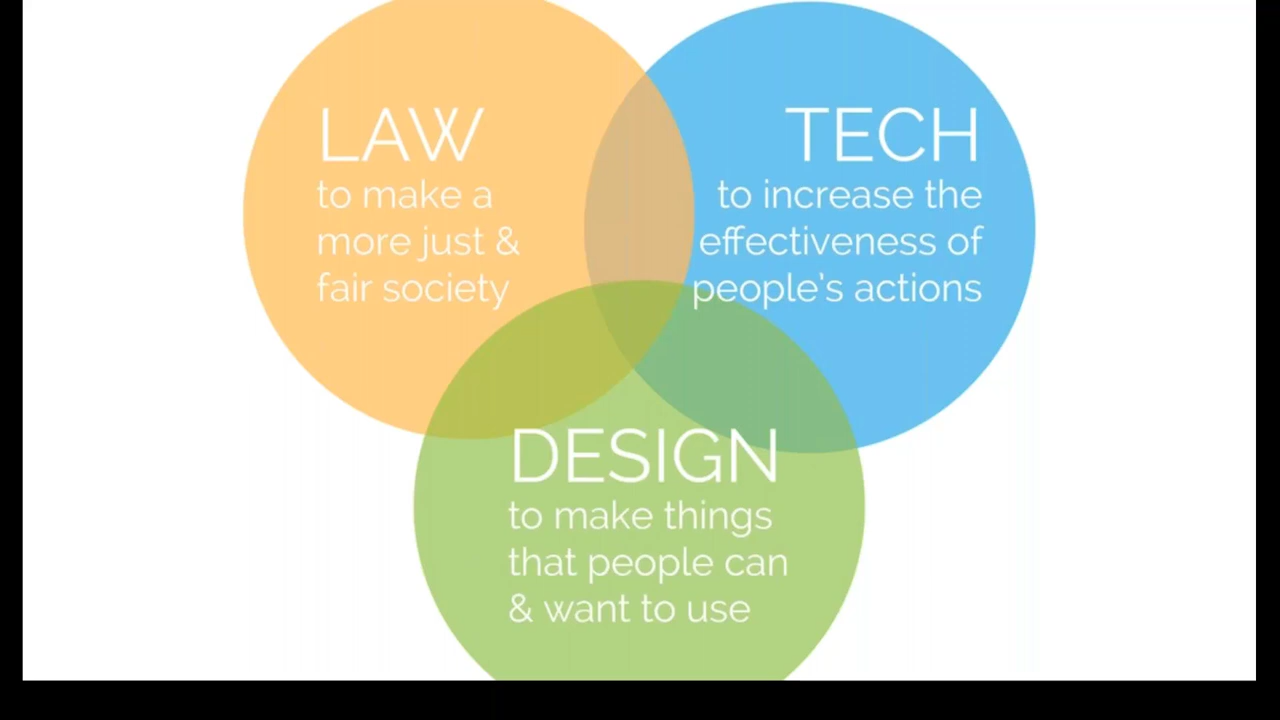 LAW
to make a
more just &
fair society
TECH
to increase the
effectiveness of
people's actions
DESIGN
to make things
that people can
& want to use